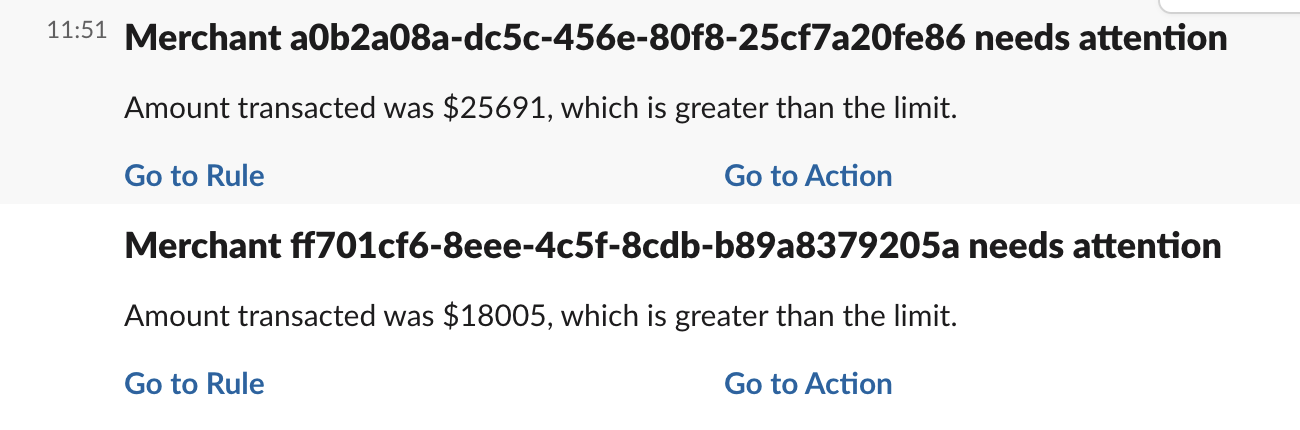 11:51 Merchant a0b2a08a-dc5c-456e-80f8-25cf7a20fe86 needs attention
Amount transacted was $25691, which is greater than the limit.
Go to Rule Go to Action
Merchant ff701cf6-8eee-4c5f-8cdb-b89a8379205a needs attention
Amount transacted was $18005, which is greater than the limit.
Go to Rule Go to Action